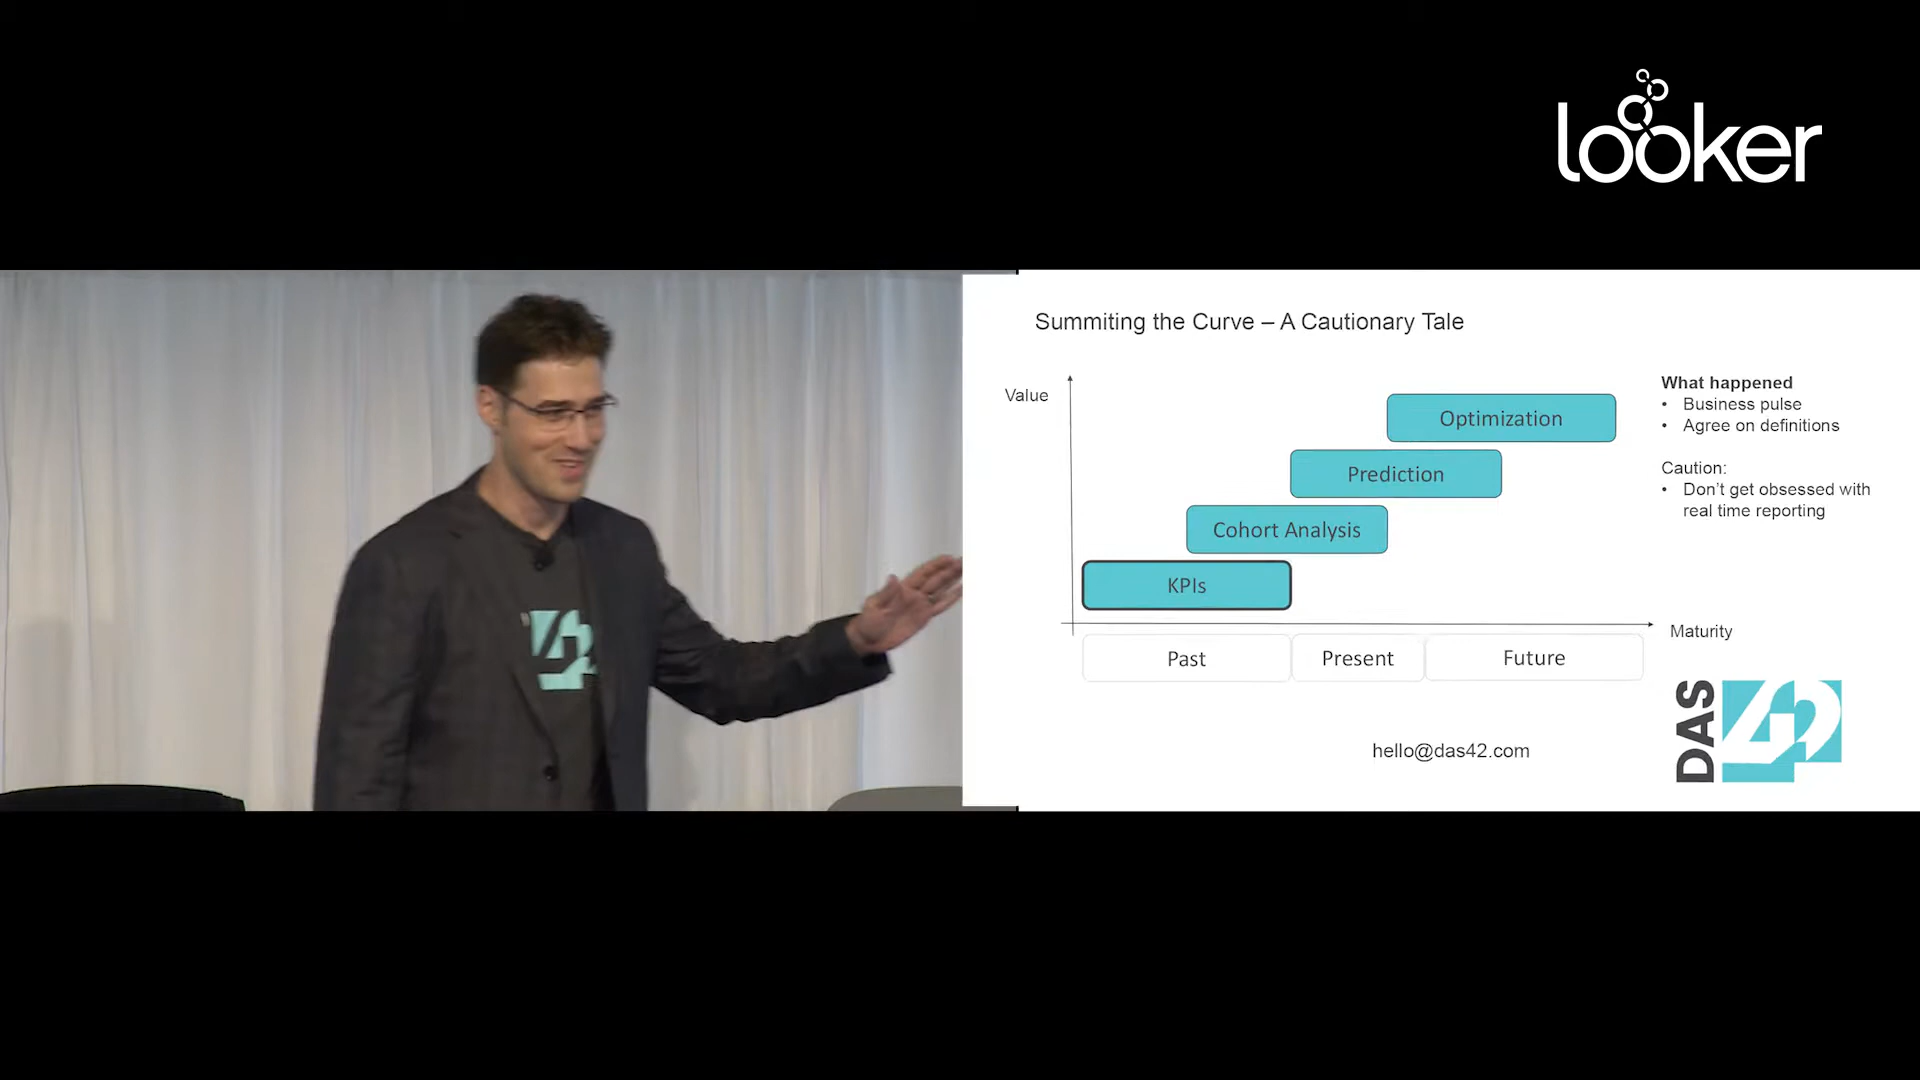 looker
Summiting the Curve – A Cautionary Tale
Value
Optimization
Prediction
Cohort Analysis
KPIs
Maturity
Past
Present
Future
What happened
• Business pulse
• Agree on definitions
Caution:
• Don't get obsessed with
real time reporting
hello@das42.com
DAS
42
42